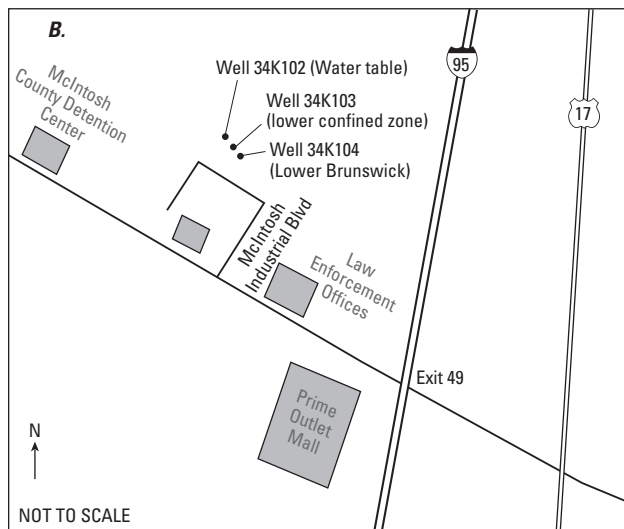 B.
McIntosh
County Detention
Center
Well 34K102 (Water table)
Well 34K103
(lower confined zone)
Well 34K104
(Lower Brunswick)
95
17
McIntosh
Industrial Blvd
Law
Enforcement
Offices
Exit 49
Prime
Outlet
Mall
N
NOT TO SCALE